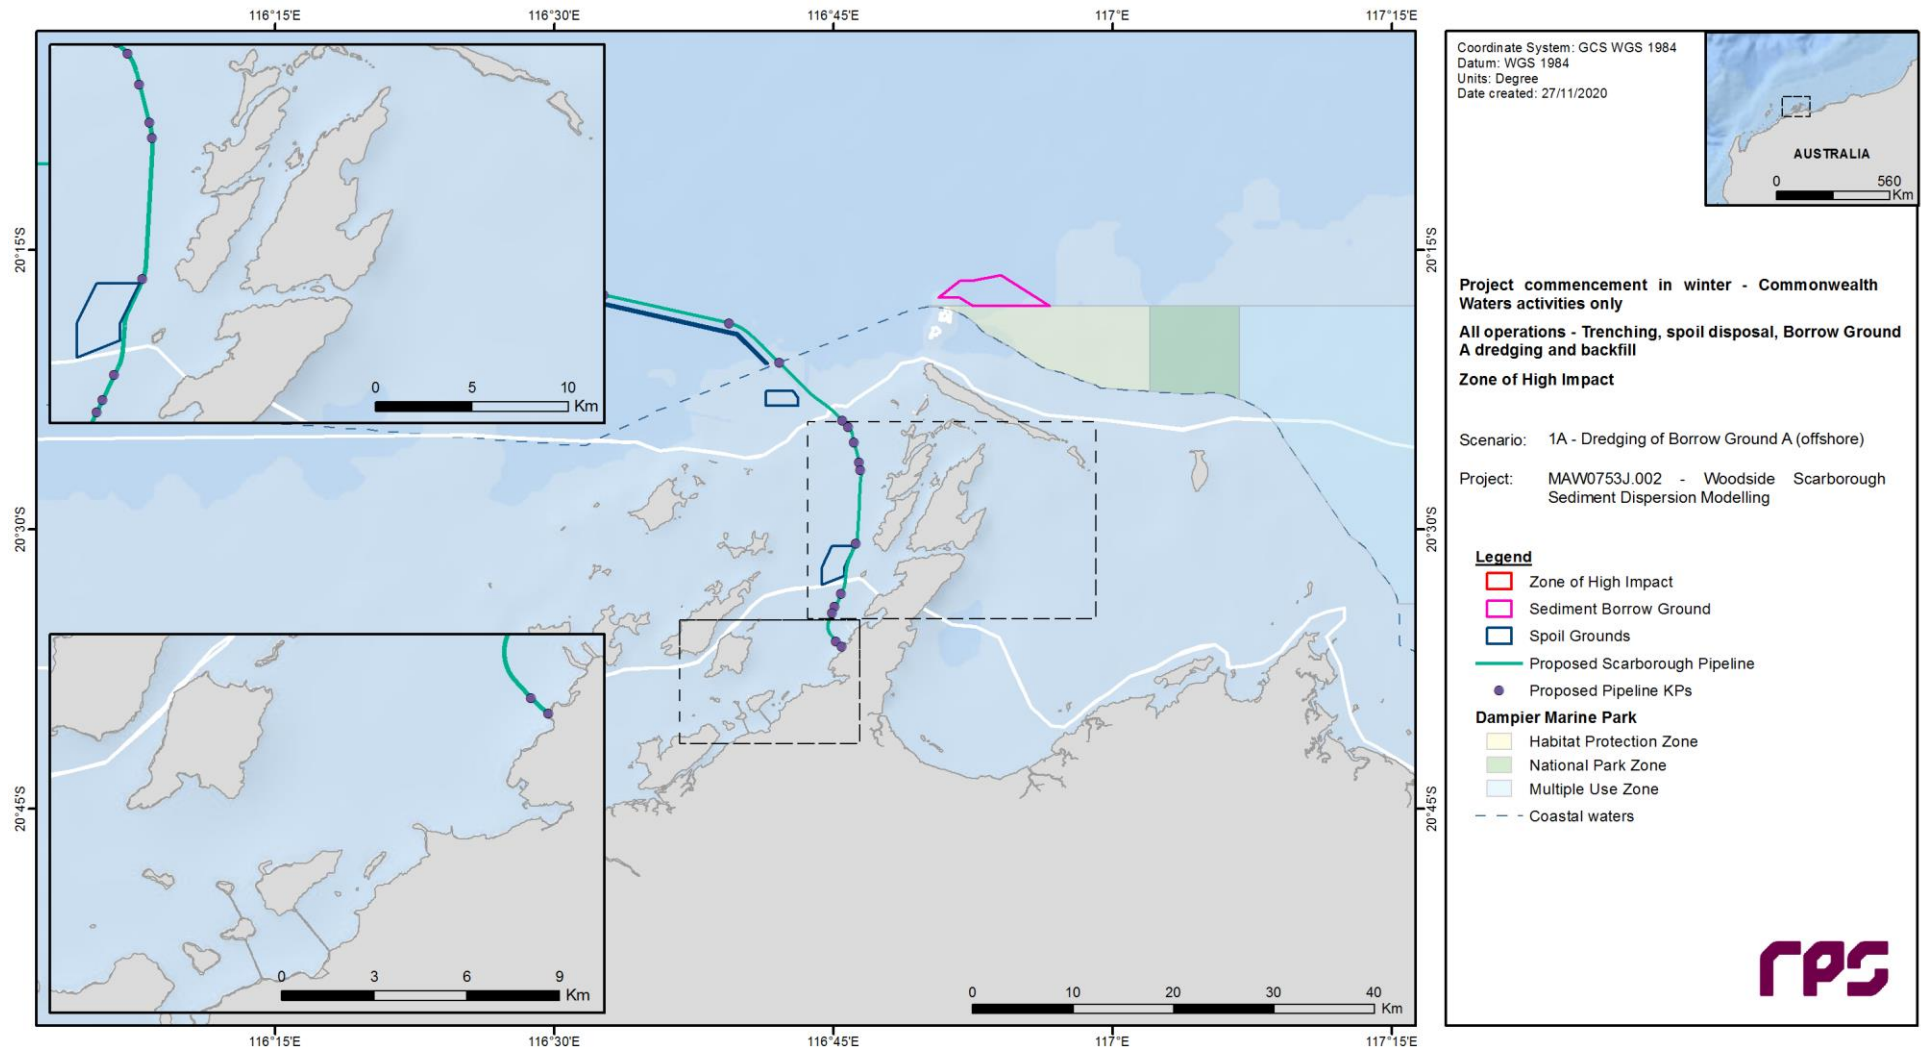 116°15'E
116°30'E
116°45'E
117°E
117°15'E
20°15'S
20°30'S
20°45'S
0 5 10
Km
0 3 6 9
Km
0 10 20 30 40
Km
20°15'S
20°30'S
20°45'S
116°15'E
116°30'E
116°45'E
117°E
117°15'E
Coordinate System: GCS WGS 1984
Datum: WGS 1984
Units: Degree
Date created: 27/11/2020
AUSTRALIA
0 560
Km
Project commencement in winter - Commonwealth
Waters activities only
All operations - Trenching, spoil disposal, Borrow Ground
A dredging and backfill
Zone of High Impact
Scenario: 1A - Dredging of Borrow Ground A (offshore)
Project: MAW0753J.002 - Woodside Scarborough
Sediment Dispersion Modelling
Legend
Zone of High Impact
Sediment Borrow Ground
Spoil Grounds
Proposed Scarborough Pipeline
Proposed Pipeline KPs
Dampier Marine Park
Habitat Protection Zone
National Park Zone
Multiple Use Zone
Coastal waters
rps